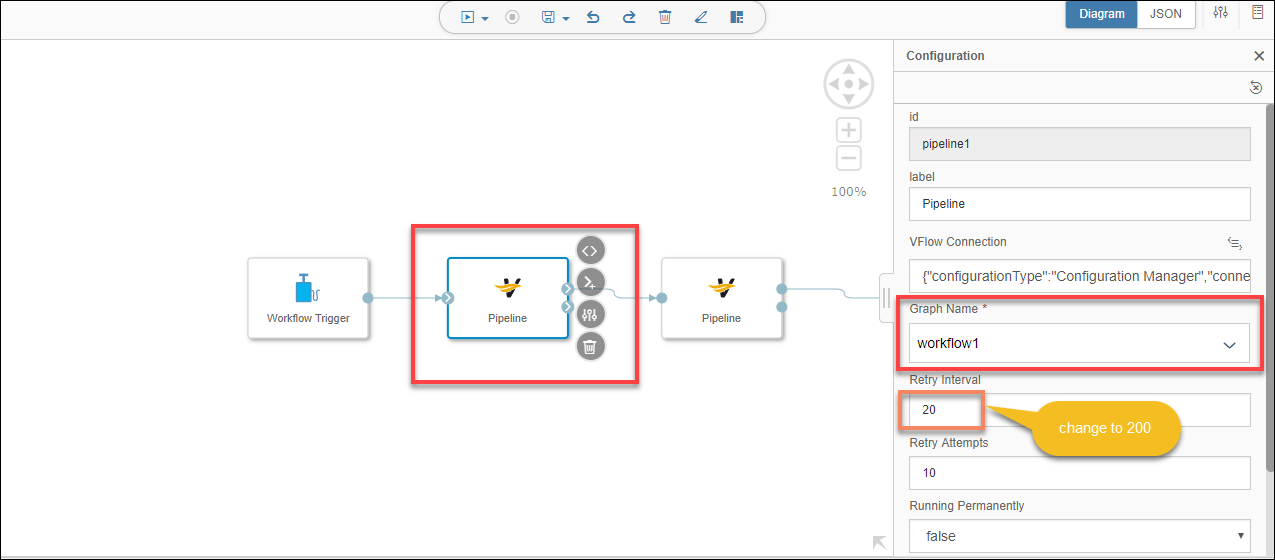 Diagram
JSON
Configuration
id
pipeline1
label
Pipeline
VFlow Connection
{"configurationType":"Configuration Manager","conne
Graph Name *
workflow1
Retry Interval
20
change to 200
Retry Attempts
10
Running Permanently
false
100%
Workflow Trigger
Pipeline
Pipeline